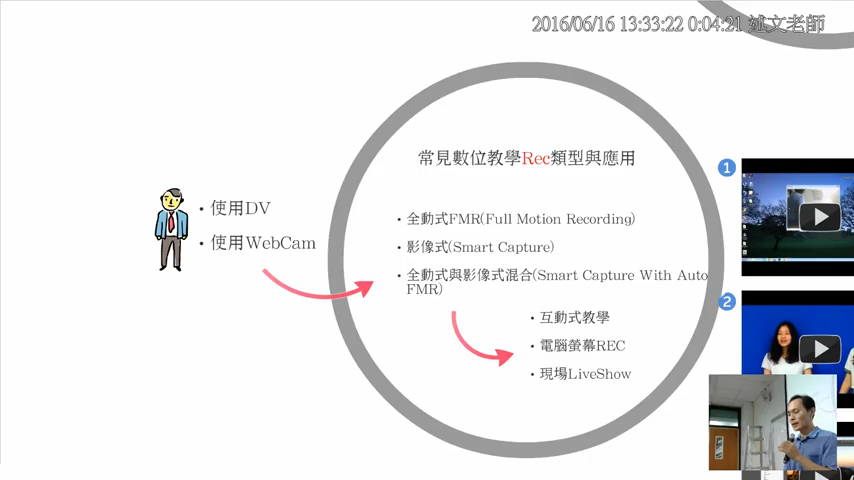 2016/06/16 13:33:22 0:04:21 述文老師
常見數位教學Rec類型與應用
• 使用DV
• 使用WebCam
• 全動式FMR(Full Motion Recording)
• 影像式(Smart Capture)
• 全動式與影像式混合(Smart Capture With Auto
FMR)
• 互動式教學
• 電腦螢幕REC
• 現場LiveShow
1
2